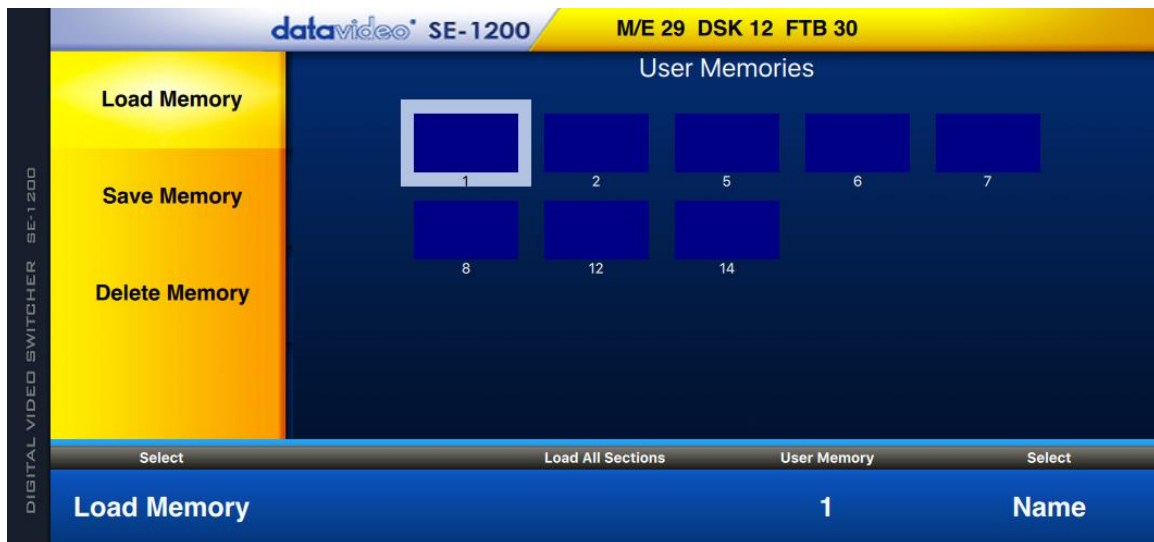 datavideo SE-1200
M/E 29 DSK 12 FTB 30
DIGITAL VIDEO SWITCHER SE-1200
Load Memory
Save Memory
Delete Memory
User Memories
1 2 5 6 7
8 12 14
Select Load All Sections User Memory Select
Load Memory 1 Name